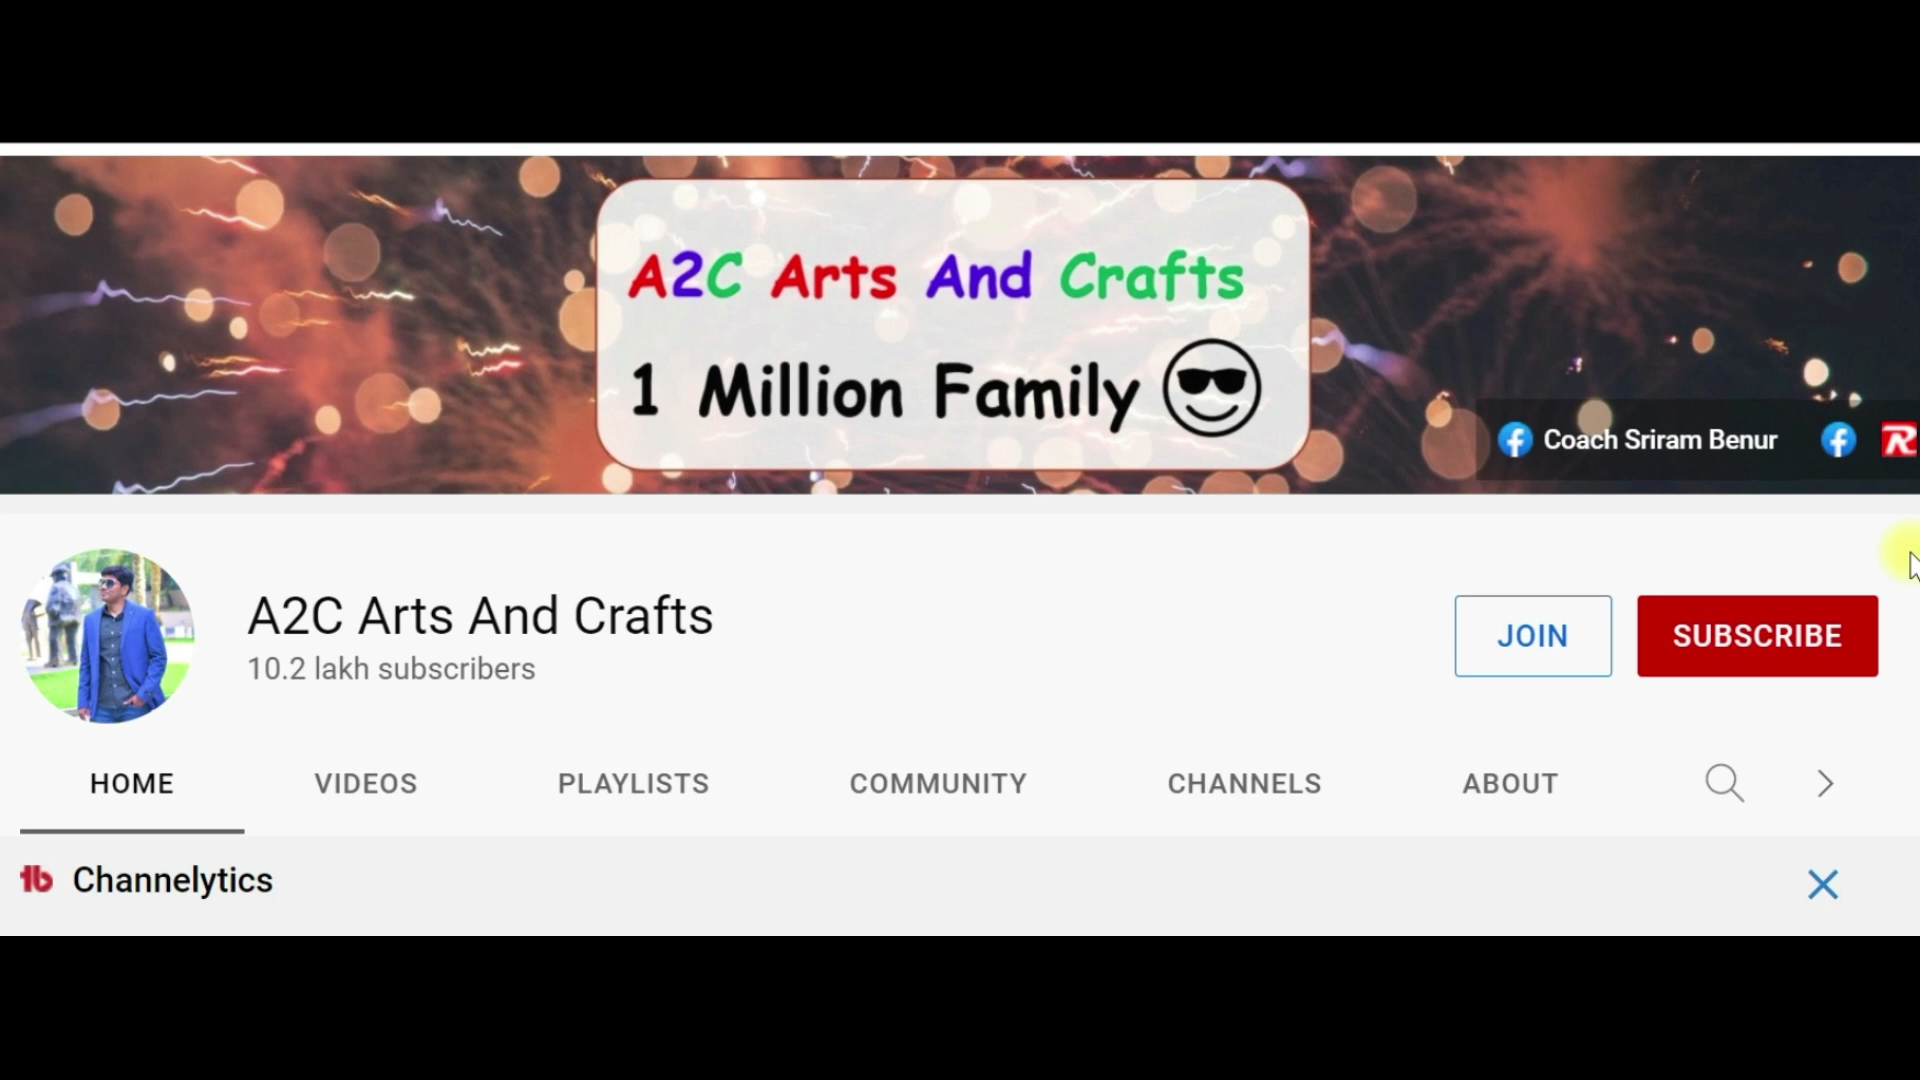 A2C Arts And Crafts
1 Million Family
Coach Sriram Benur
A2C Arts And Crafts
10.2 lakh subscribers
JOIN
SUBSCRIBE
HOME
VIDEOS
PLAYLISTS
COMMUNITY
CHANNELS
ABOUT
Channelytics